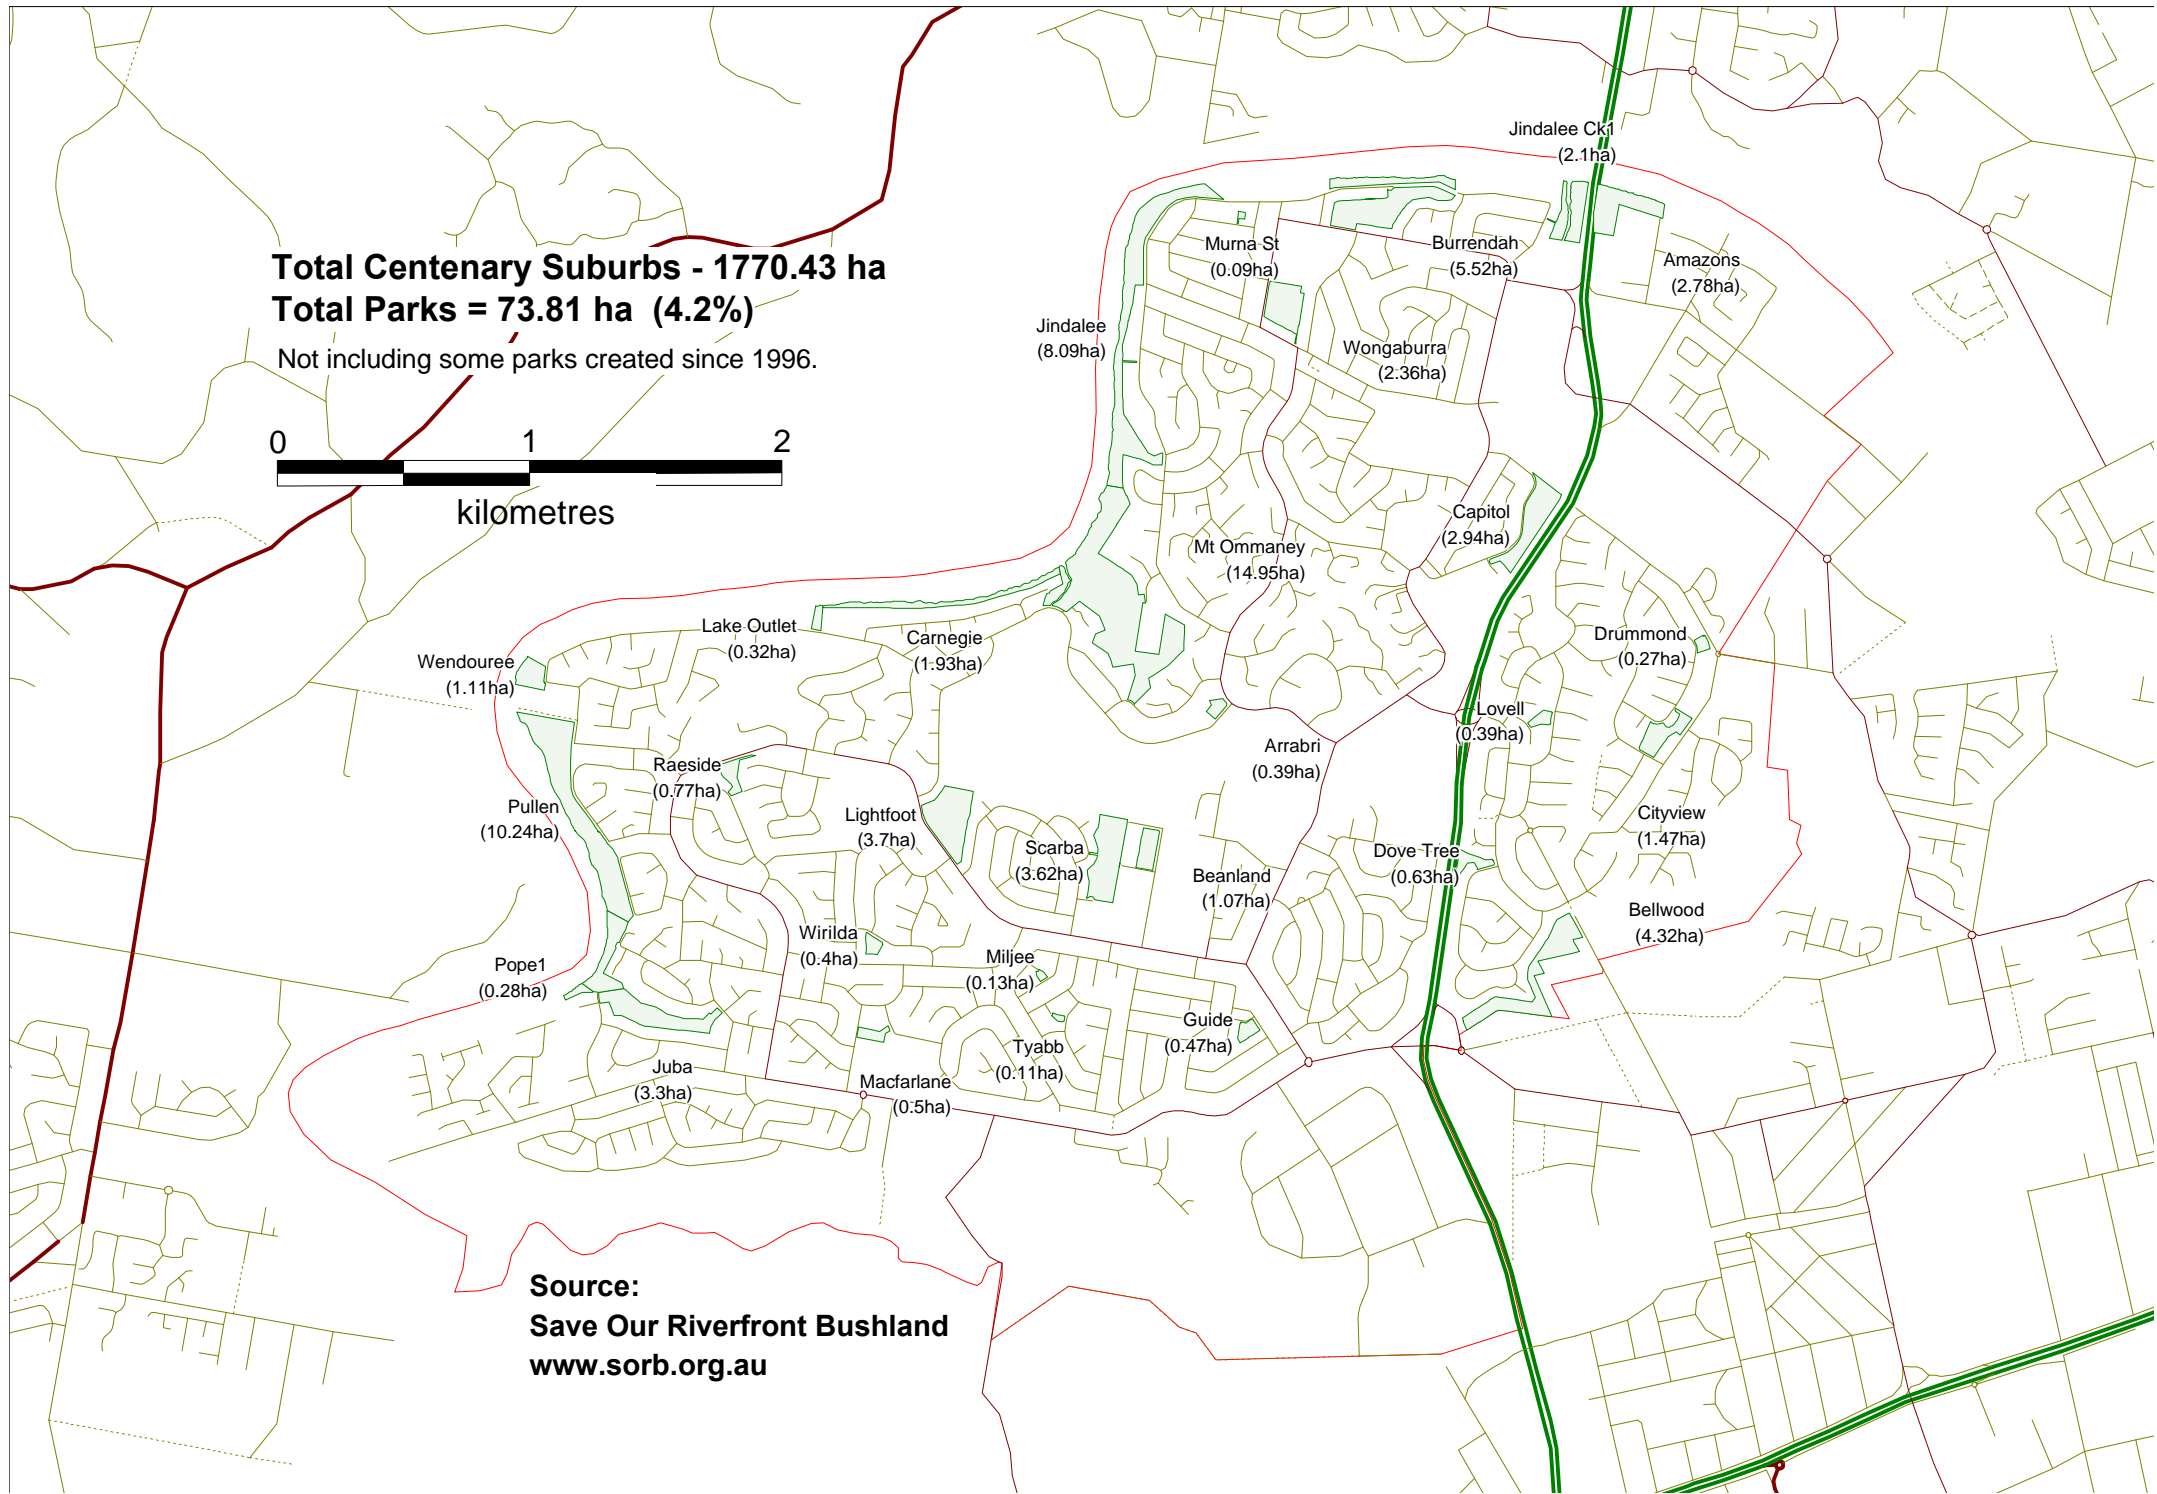 Total Centenary Suburbs - 1770.43 ha
Total Parks = 73.81 ha (4.2%)
Not including some parks created since 1996.
0 1 2
kilometres
Jindalee Ck1
(2.1ha)
Murna St
(0.09ha)
Burrendah
(5.52ha)
Amazons
(2.78ha)
Jindalee
(8.09ha)
Wongaburra
(2.36ha)
Capitol
(2.94ha)
Mt Ommaney
(14.95ha)
Lake Outlet
(0.32ha)
Carnegie
(1.93ha)
Drummond
(0.27ha)
Wendouree
(1.11ha)
Lovell
(0.39ha)
Arrabri
(0.39ha)
Raeside
(0.77ha)
Pullen
(10.24ha)
Lightfoot
(3.7ha)
Cityview
(1.47ha)
Scarba
(3.62ha)
Dove Tree
(0.63ha)
Beanland
(1.07ha)
Bellwood
(4.32ha)
Wirilda
(0.4ha)
Miljee
(0.13ha)
Pope1
(0.28ha)
Guide
(0.47ha)
Tyabb
(0.11ha)
Juba
(3.3ha)
Macfarlane
(0.5ha)
Source:
Save Our Riverfront Bushland
www.sorb.org.au